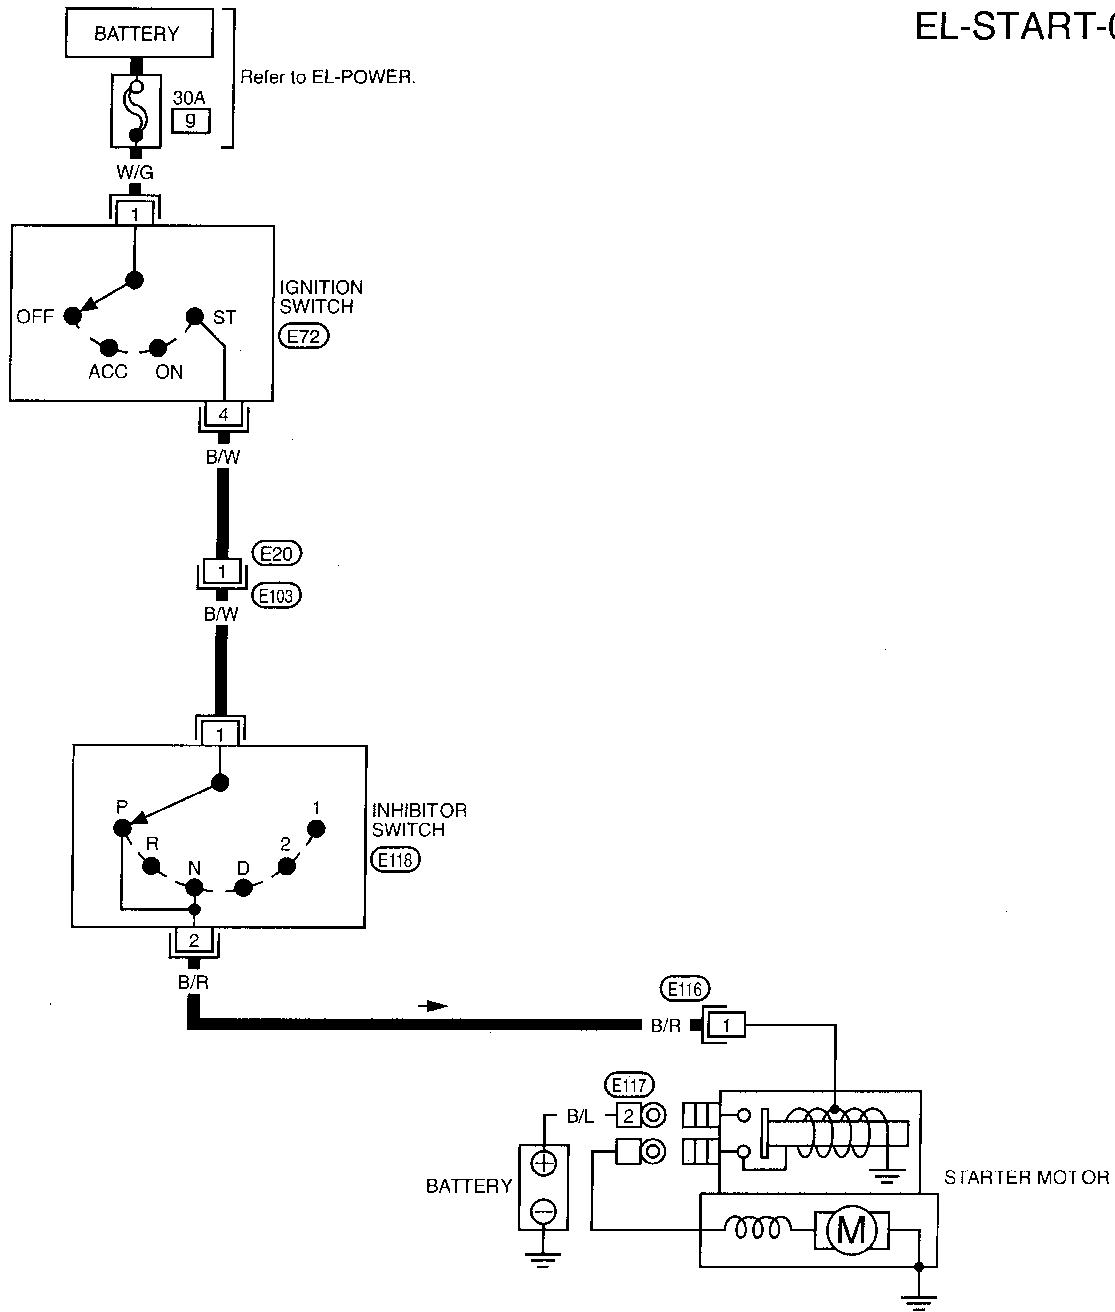 EL-START-0
BATTERY
Refer to EL-POWER.
30A
g
W/G
1
IGNITION
SWITCH
E72
OFF
ST
ACC
ON
4
B/W
E20
1
E103
B/W
1
INHIBITOR
SWITCH
E118
P
1
R
2
N
D
2
B/R
E116
B/R
1
E117
B/L
2
+
−
BATTERY
STARTER MOTOR
M